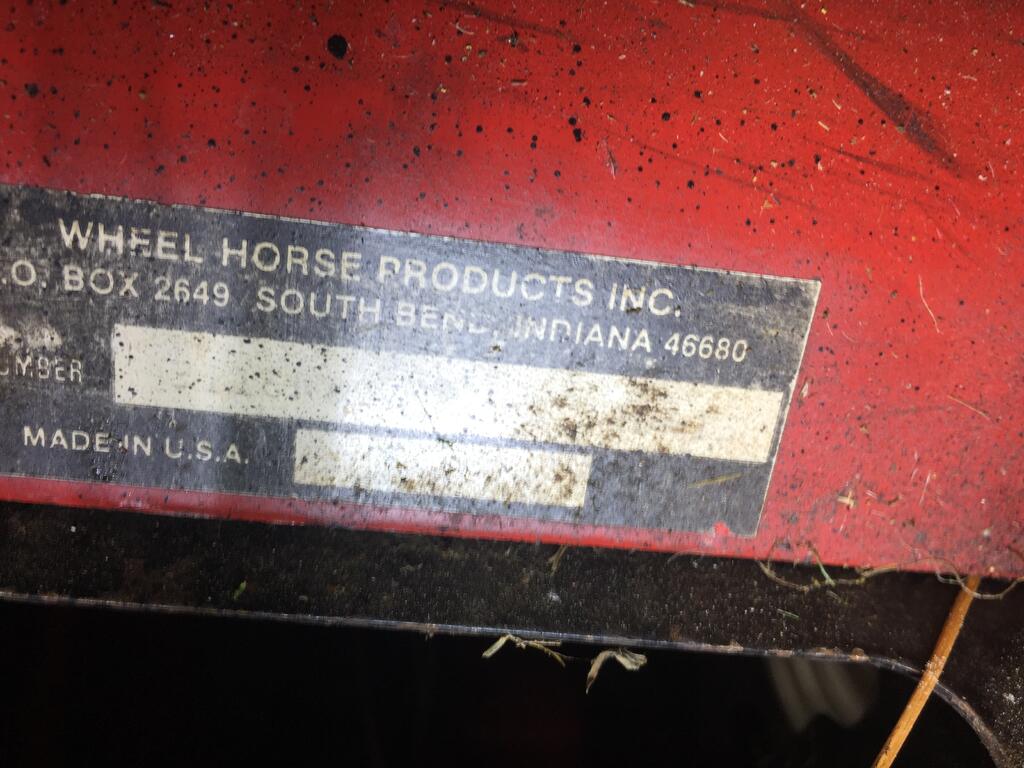 WHEEL HORSE PRODUCTS INC.
.O. BOX 2649 SOUTH BEND, INDIANA 46680
UMBER
MADE IN U.S.A.